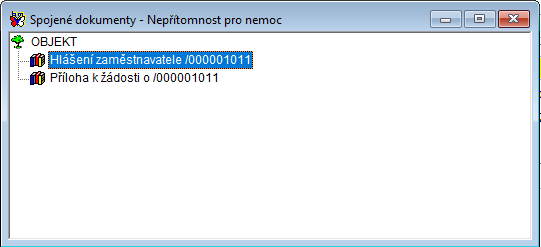 Spojené dokumenty - Nepřítomnost pro nemoc
OBJEKT
Hlášení zaměstnavatele /000001011
Příloha k žádosti o /000001011